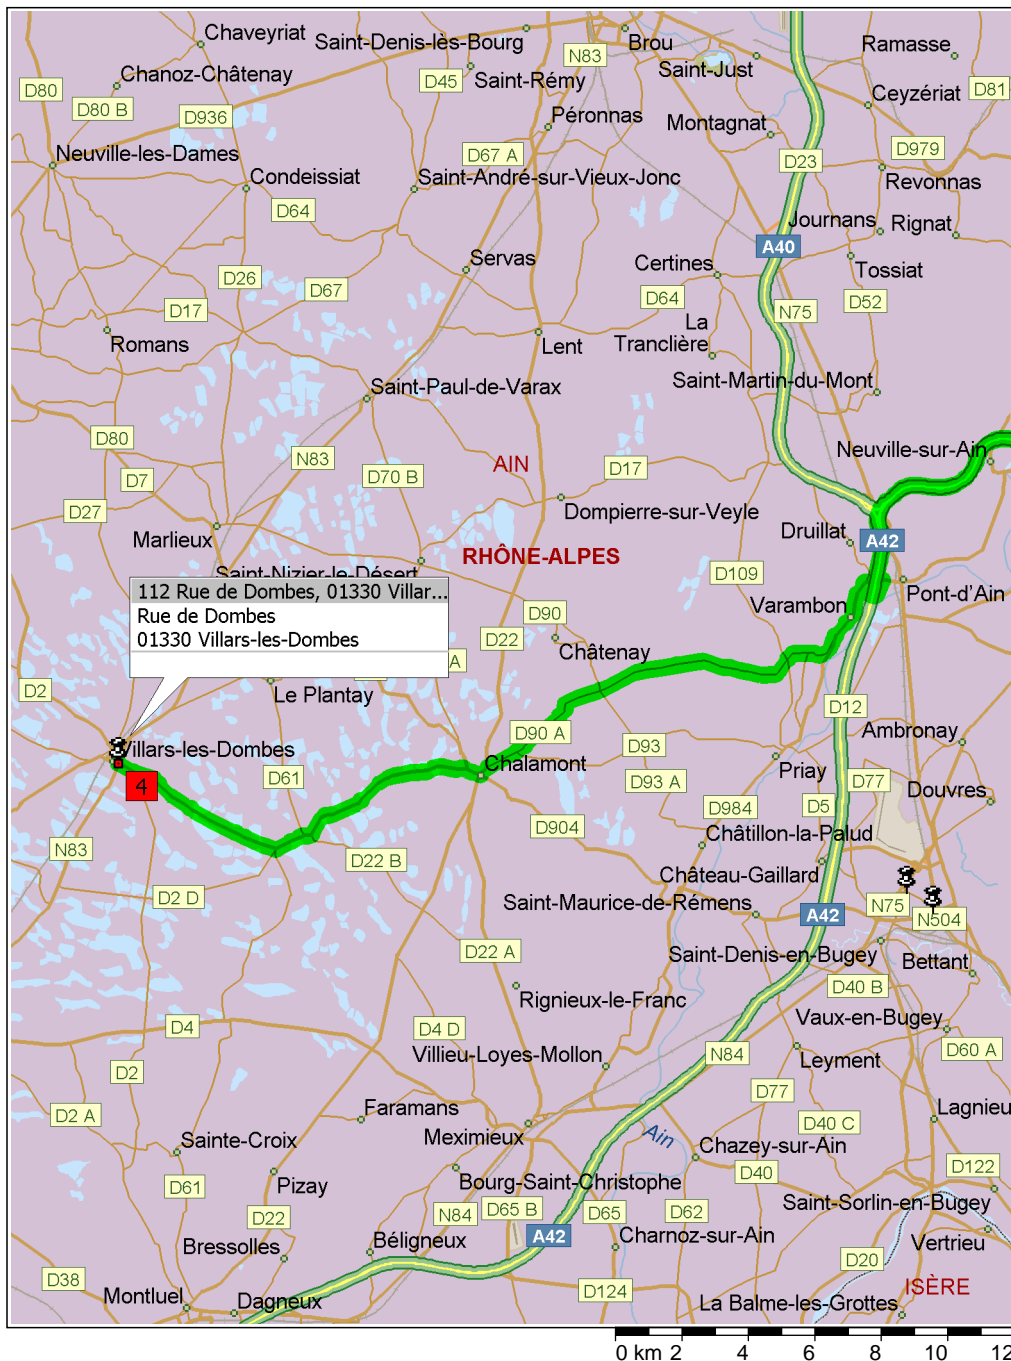 Chaveyriat
Saint-Denis-lès-Bourg
Brou
Ramasse
N83
Saint-Just
Chanoz-Châtenay
D45
Saint-Rémy
D80
D81
D80 B
D936
Péronnas
Ceyzériat
Montagnat
Neuville-les-Dames
D67 A
D23
D979
Condeissiat
Saint-André-sur-Vieux-Jonc
Revonnas
D64
Journans
Rignat
A40
Servas
Certines
Tossiat
D26
D67
D64
D52
D17
N75
La
Tranclière
Romans
Lent
Saint-Paul-de-Varax
Saint-Martin-du-Mont
D80
N83
AIN
D17
Neuville-sur-Ain
D7
D70 B
D27
Dompierre-sur-Veyle
Marlieux
Druillat
A42
RHÔNE-ALPES
Saint-Nizier-le-Désert
D109
112 Rue de Dombes, 01330 Villar...
Rue de Dombes
01330 Villars-les-Dombes
Pont-d'Ain
Varambon
D90
D22
Châtenay
A
D2
Le Plantay
D12
D90 A
Ambronay
Villars-les-Dombes
D93
Chalamont
Priay
D61
D93 A
D77
4
Douvres
D984
D5
D904
Châtillon-la-Palud
N83
D22 B
Château-Gaillard
D2 D
Saint-Maurice-de-Rémens
N75
A42
N504
D22 A
Saint-Denis-en-Bugey
Bettant
D40 B
Rignieux-le-Franc
Vaux-en-Bugey
D4
D4 D
Villieu-Loyes-Mollon
N84
D60 A
Leyment
D2
D77
D2 A
Faramans
Lagnieu
Meximieux
D40 C
Ain
Sainte-Croix
Chazey-sur-Ain
D122
D40
Pizay
Bourg-Saint-Christophe
D61
Saint-Sorlin-en-Bugey
D65 B
D65
D62
D22
N84
A42
Charnoz-sur-Ain
Vertrieu
Bressolles
Béligneux
D20
D38
ISÈRE
D124
Montluel
Dagneux
La Balme-les-Grottes
0 km 2 4 6 8 10 12